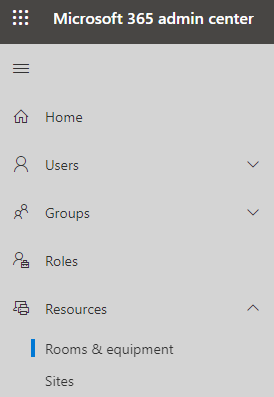 Microsoft 365 admin center
Home
Users
Groups
Roles
Resources
Rooms & equipment
Sites